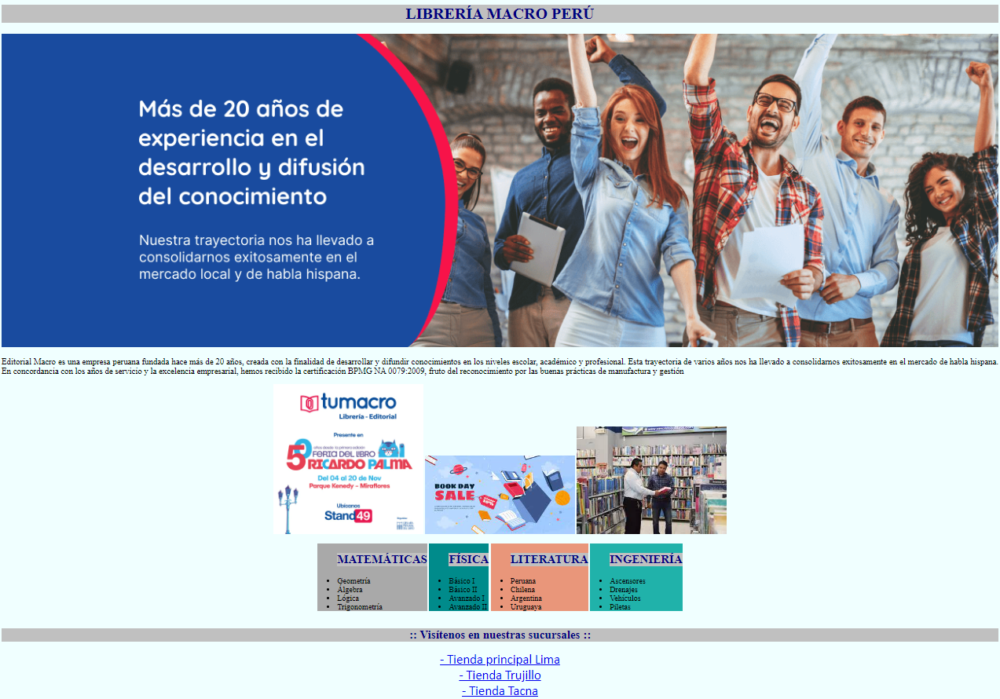 LIBRERÍA MACRO PERÚ
Más de 20 años de
experiencia en el
desarrollo y difusión
del conocimiento
Nuestra trayectoria nos ha llevado a
consolidarnos exitosamente en el
mercado local y de habla hispana.
Editorial Macro es una empresa peruana fundada hace más de 20 años, creada con la finalidad de desarrollar y difundir conocimientos en los niveles escolar, académico y profesional. Esta trayectoria de varios años nos ha llevado a consolidarnos exitosamente en el mercado de habla hispana.
En concordancia con los años de servicio y la excelencia empresarial, hemos recibido la certificación BPMG NA 0079:2009, fruto del reconocimiento por las buenas prácticas de manufactura y gestión
tumacro
Librería - Editorial
Presente en
50 años desde la primera edición
FERIA DEL LIBRO
RICARDO PALMA
Del 04 al 20 de Nov
Parque Kenedy - Miraflores
Ubícanos
Stand 49
BOOK DAY
SALE
MATEMÁTICAS
Geometría
Algebra
Lógica
Trigonometría
FÍSICA
Básico I
Básico II
Avanzado I
Avanzado II
LITERATURA
Peruana
Chilena
Argentina
Uruguaya
INGENIERÍA
Ascensores
Drenajes
Vehículos
Piletas
:: Visítenos en nuestras sucursales ::
- Tienda principal Lima
- Tienda Trujillo
- Tienda Tacna